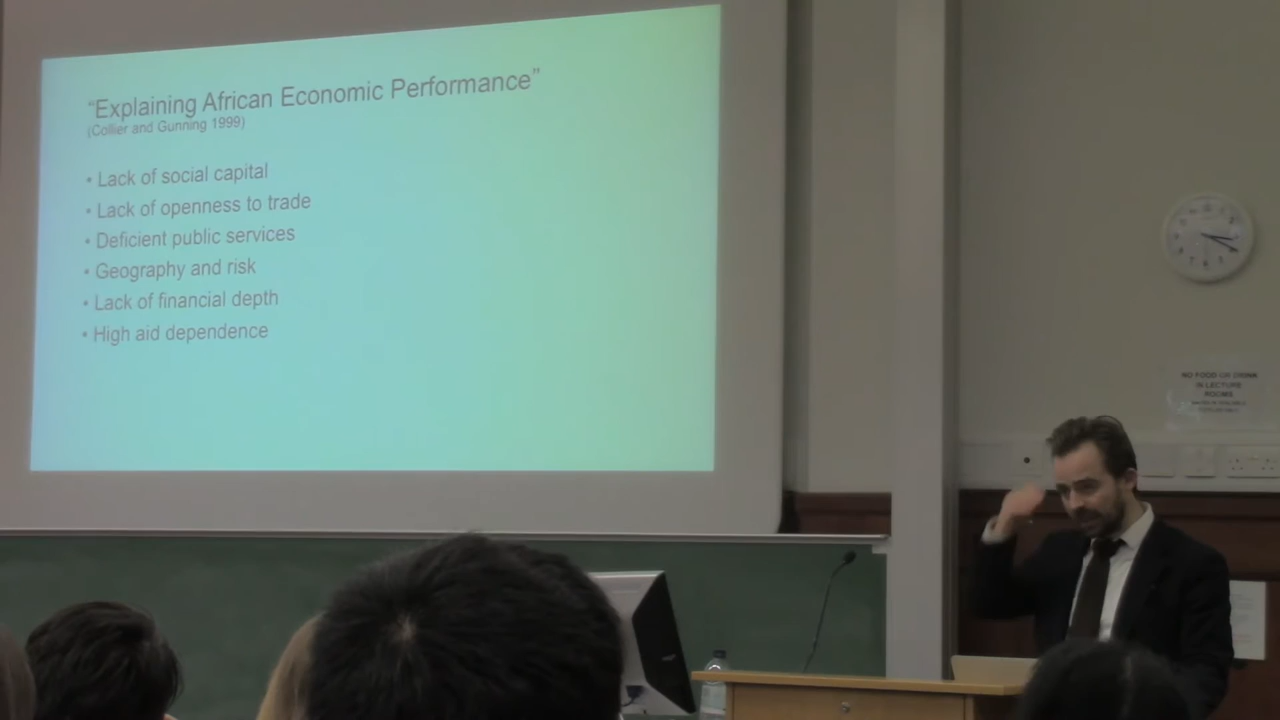 “Explaining African Economic Performance”
(Collier and Gunning 1999)
• Lack of social capital
• Lack of openness to trade
• Deficient public services
• Geography and risk
• Lack of financial depth
• High aid dependence
NO FOOD OR DRINK
IN LECTURE
ROOMS